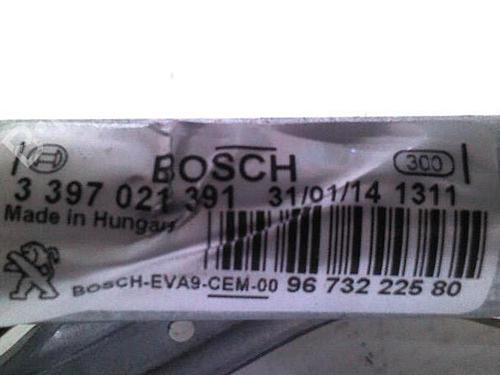 BOSCH
300
3 397 021 391 31/01/14 1311
Made in Hungary
BOSCH-EVA9-CEM-00 96 732 225 80